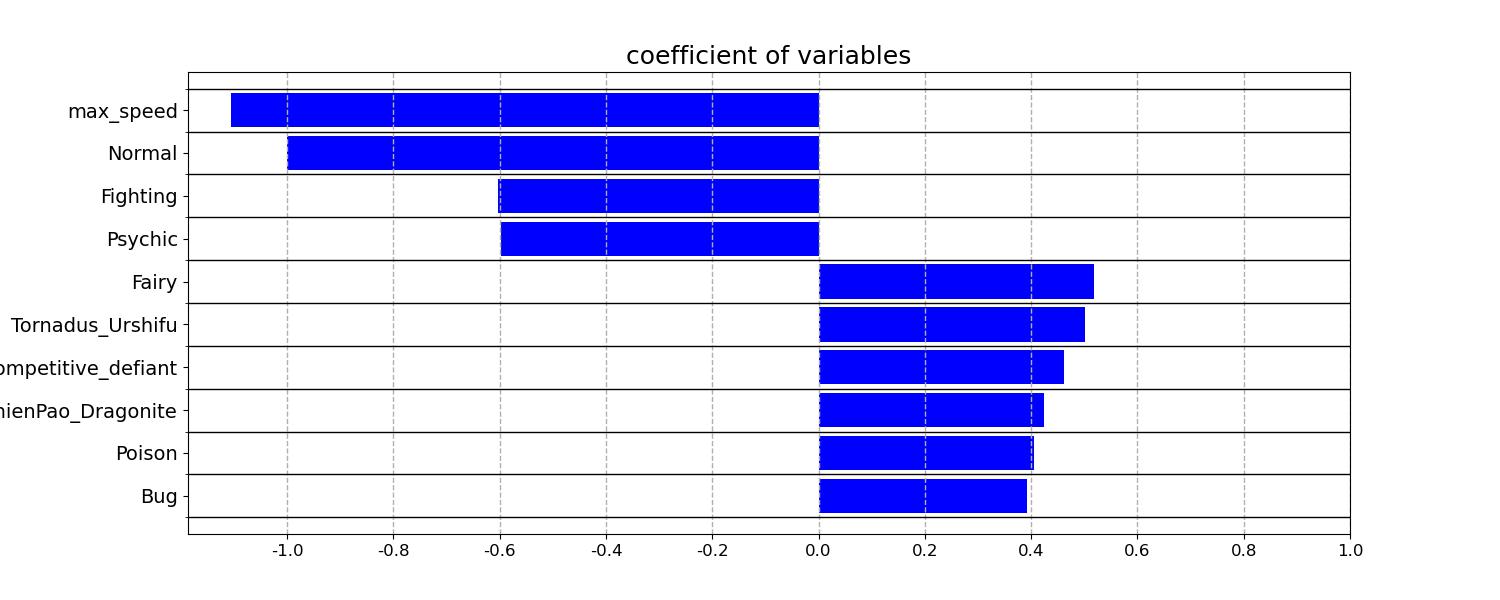 coefficient of variables
max_speed
Normal
Fighting
Psychic
Fairy
Tornadus_Urshifu
ompetitive_defiant
ienPao_Dragonite
Poison
Bug
-1.0 -0.8 -0.6 -0.4 -0.2 0.0 0.2 0.4 0.6 0.8 1.0